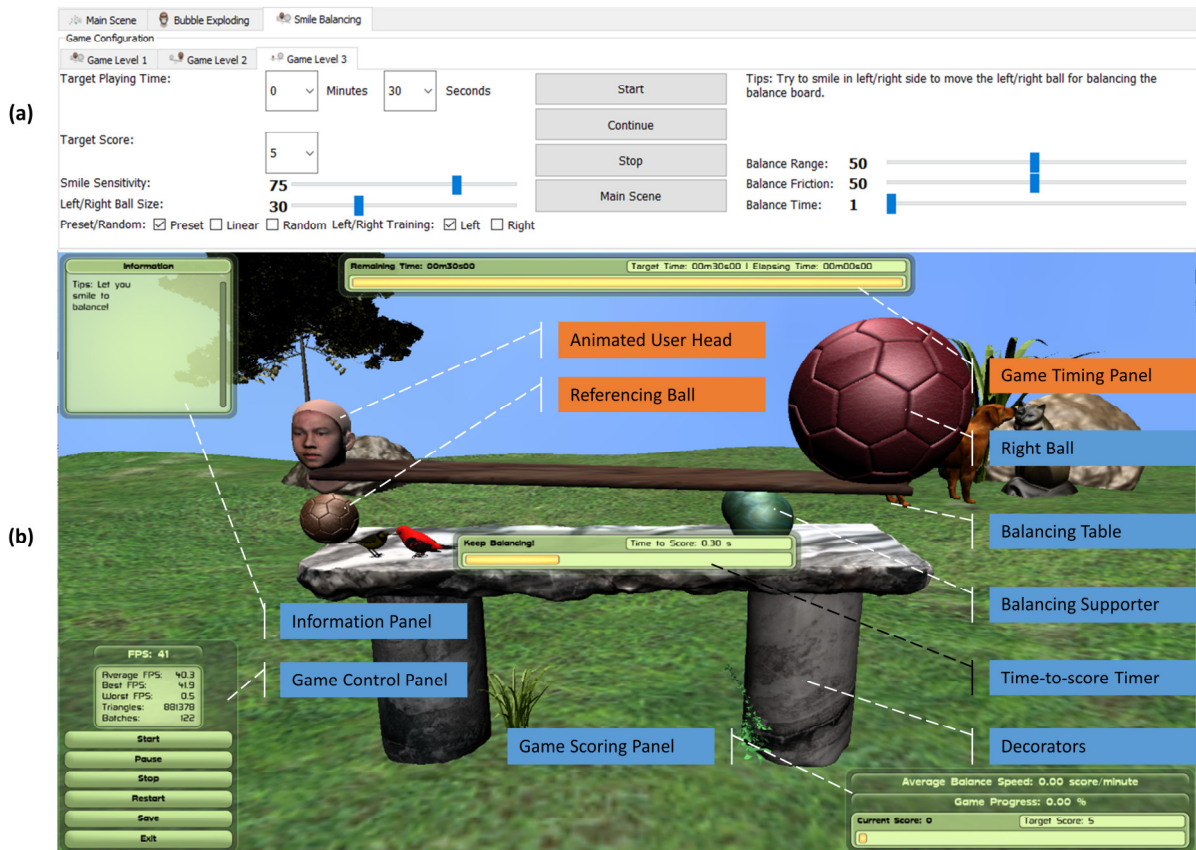 Main Scene Bubble Exploding Smile Balancing
Game Configuration
Game Level 1 Game Level 2 Game Level 3
(a)
Target Playing Time: 0 Minutes 30 Seconds
Start
Continue
Stop
Main Scene
Tips: Try to smile in left/right side to move the left/right ball for balancing the
balance board.
Target Score: 5
Smile Sensitivity: 75
Left/Right Ball Size: 30
Balance Range: 50
Balance Friction: 50
Balance Time: 1
Preset/Random: Preset Linear Random Left/Right Training: Left Right
(b)
Information
Tips: Let you
smile to
balance!
Remaining Time: 00m30s00 Target Time: 00m30s00 | Elapsing Time: 00m00s00
Animated User Head
Referencing Ball
Game Timing Panel
Right Ball
Balancing Table
Balancing Supporter
Time-to-score Timer
Decorators
Keep Balancing! Time to Score: 0.30 s
Information Panel
Game Control Panel
Game Scoring Panel
FPS: 41
Average FPS: 40.3
Best FPS: 41.9
Worst FPS: 0.5
Triangles: 881378
Batches: 122
Start
Pause
Stop
Restart
Save
Exit
Average Balance Speed: 0.00 score/minute
Game Progress: 0.00 %
Current Score: 0 Target Score: 5